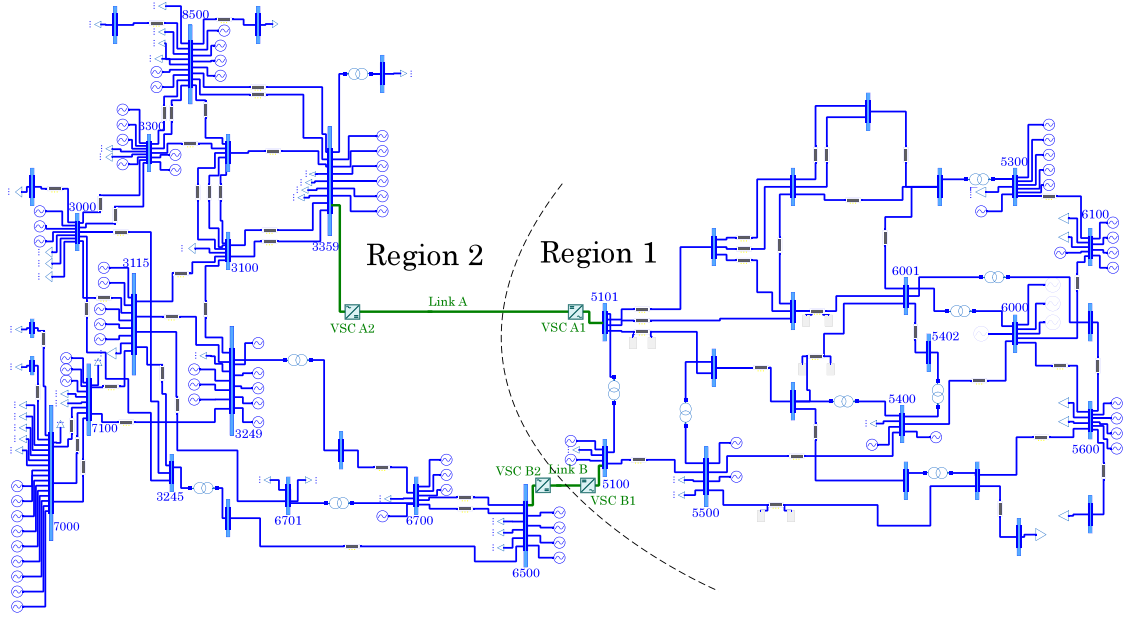 8500
3300
5300
3000
6100
3359
Region 2
Region 1
3100
3115
6001
5101
Link A
6000
VSC A2
VSC A1
5402
5400
7100
3249
5600
VSC B2
Link B
5100
3245
VSC B1
5500
7000
6701
6700
6500